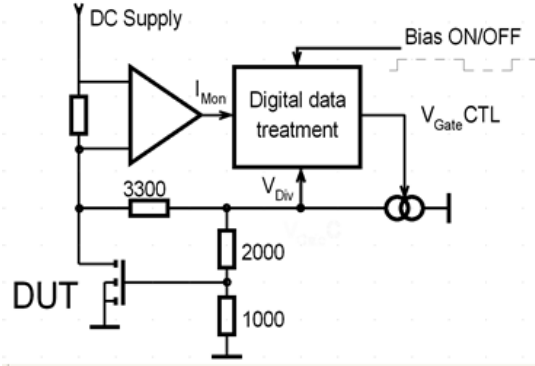 DC Supply
Bias ON/OFF
I_Mon
Digital data
treatment
V_Gate CTL
3300
V_Div
2000
DUT
1000